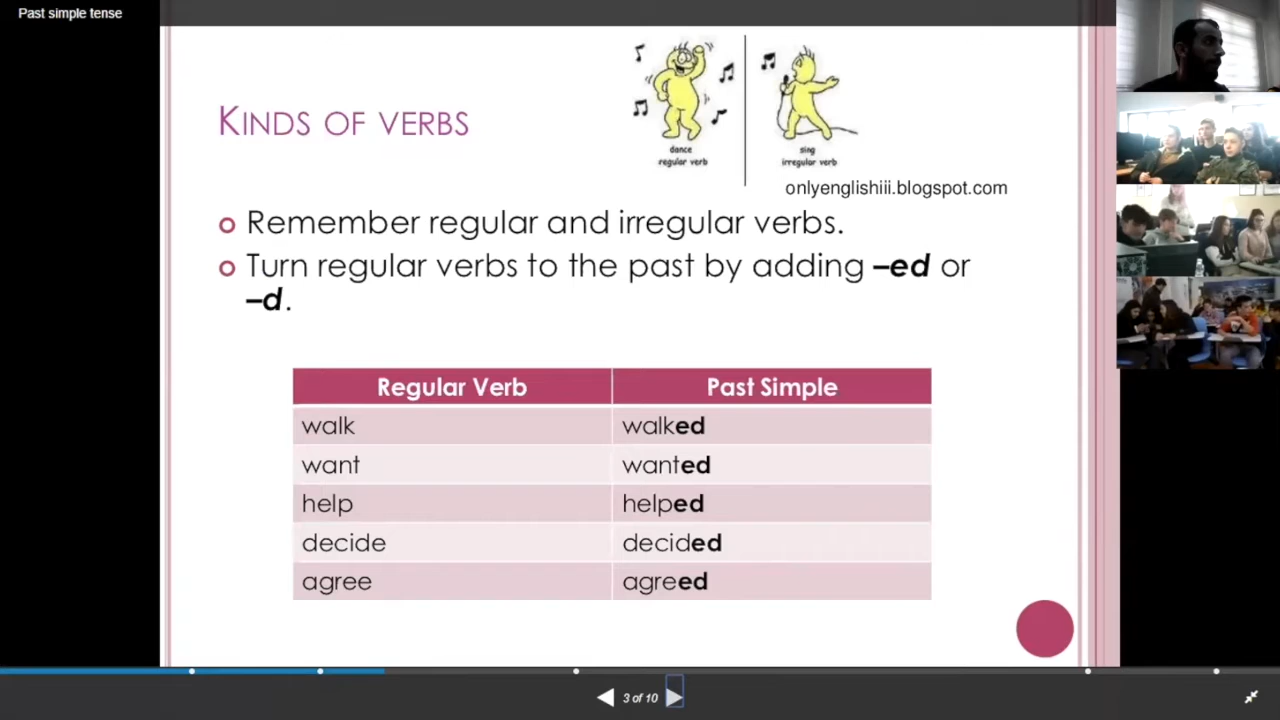 Past simple tense
KINDS OF VERBS
dance
regular verb
sing
irregular verb
onlyenglishiii.blogspot.com
Remember regular and irregular verbs.
Turn regular verbs to the past by adding –ed or
–d.
Regular Verb Past Simple
walk walked
want wanted
help helped
decide decided
agree agreed
3 of 10